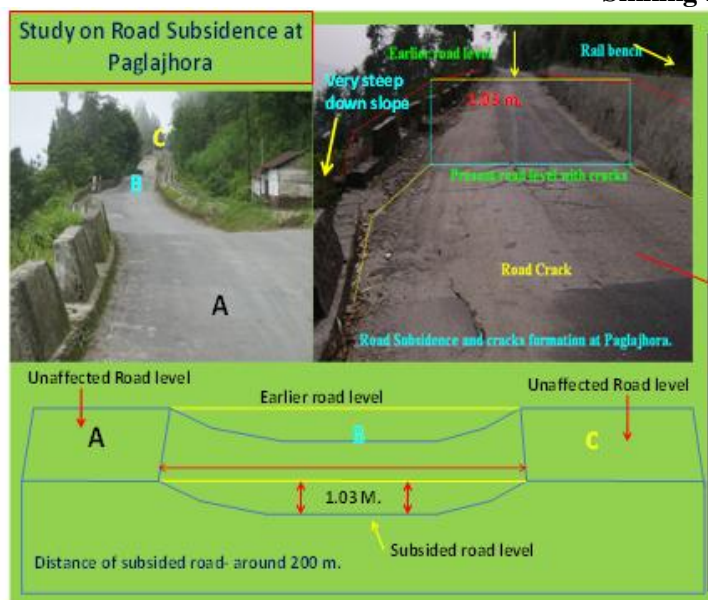 Study on Road Subsidence at
Paglajhora
Earlier road level
Rail bench
Very steep
down slope
1.03 m.
Present road level with cracks
C
B
A
Road Crack
Road Subsidence and cracks formation at Paglajhora.
Unaffected Road level
Unaffected Road level
Earlier road level
A
B
C
1.03 M.
Subsided road level
Distance of subsided road- around 200 m.